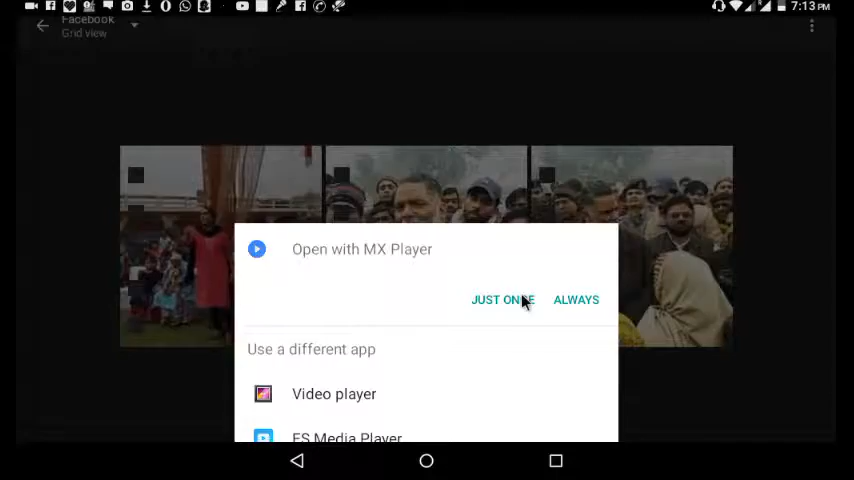 7:13 PM
Facebook
Grid view
Open with MX Player
JUST ONCE ALWAYS
Use a different app
Video player
ES Media Player